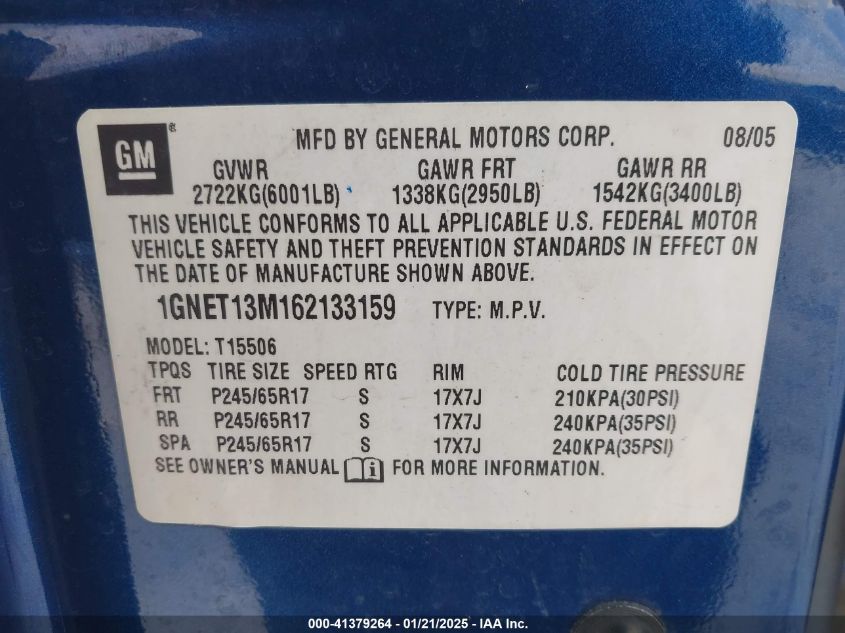 GM® MFD BY GENERAL MOTORS CORP. 08/05
GVWR GAWR FRT GAWR RR
2722KG(6001LB) 1338KG(2950LB) 1542KG(3400LB)
THIS VEHICLE CONFORMS TO ALL APPLICABLE U.S. FEDERAL MOTOR
VEHICLE SAFETY AND THEFT PREVENTION STANDARDS IN EFFECT ON
THE DATE OF MANUFACTURE SHOWN ABOVE.
1GNET13M162133159 TYPE: M.P.V.
MODEL: T15506
TPQS TIRE SIZE SPEED RTG RIM COLD TIRE PRESSURE
FRT P245/65R17 S 17X7J 210KPA(30PSI)
RR P245/65R17 S 17X7J 240KPA(35PSI)
SPA P245/65R17 S 17X7J 240KPA(35PSI)
SEE OWNER'S MANUAL i FOR MORE INFORMATION.
000-41379264 - 01/21/2025 - IAA Inc.